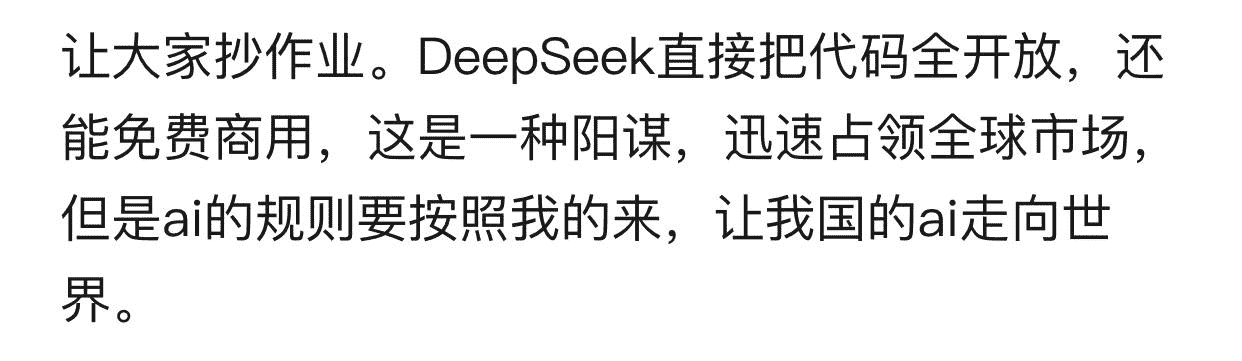 让大家抄作业。DeepSeek直接把代码全开放，还
能免费商用，这是一种阳谋，迅速占领全球市场，
但是ai的规则要按照我的来，让我国的ai走向世
界。